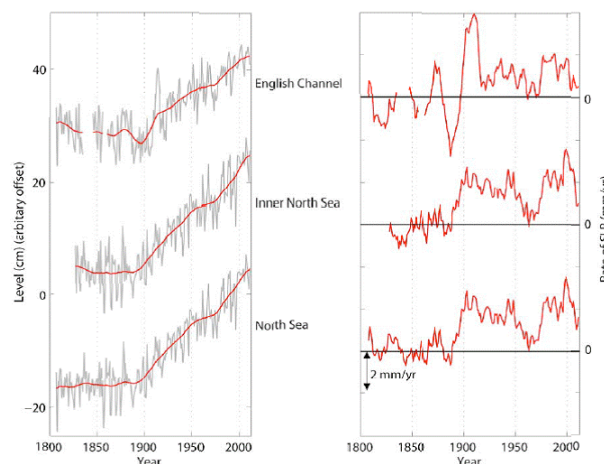 Level (cm) (arbitary offset)
40
20
0
−20
1800 1850 1900 1950 2000
Year
English Channel
Inner North Sea
North Sea
0
0
0
2 mm/yr
1800 1850 1900 1950 2000
Year